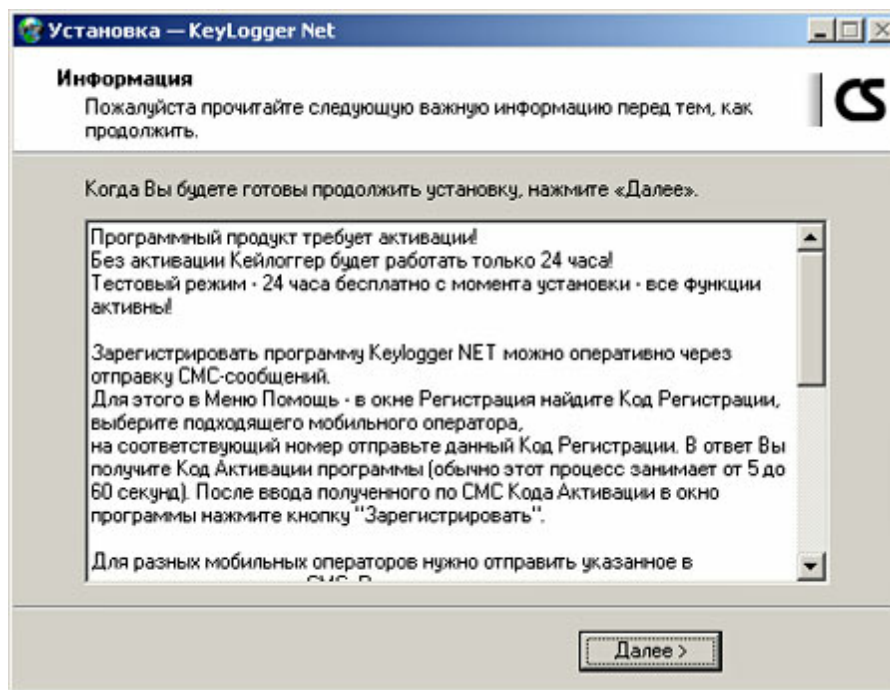 Установка — KeyLogger Net
Информация
Пожалуйста прочитайте следующую важную информацию перед тем, как
продолжить.
CS
Когда Вы будете готовы продолжить установку, нажмите «Далее».
Программный продукт требует активации!
Без активации Кейлоггер будет работать только 24 часа!
Тестовый режим - 24 часа бесплатно с момента установки - все функции
активны!
Зарегистрировать программу Keylogger NET можно оперативно через
отправку СМС-сообщений.
Для этого в Меню Помощь - в окне Регистрация найдите Код Регистрации,
выберите подходящего мобильного оператора,
на соответствующий номер отправьте данный Код Регистрации. В ответ Вы
получите Код Активации программы (обычно этот процесс занимает от 5 до
60 секунд). После ввода полученного по СМС Кода Активации в окно
программы нажмите кнопку "Зарегистрировать".
Для разных мобильных операторов нужно отправить указанное в
Далее >